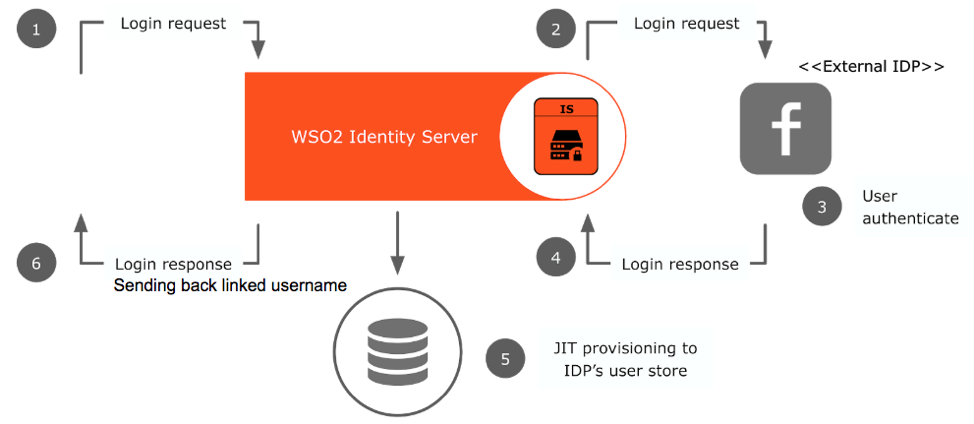 1
Login request
2
Login request
<<External IDP>>
IS
WSO2 Identity Server
f
3
User
authenticate
6
Login response
Sending back linked username
4
Login response
5
JIT provisioning to
IDP’s user store